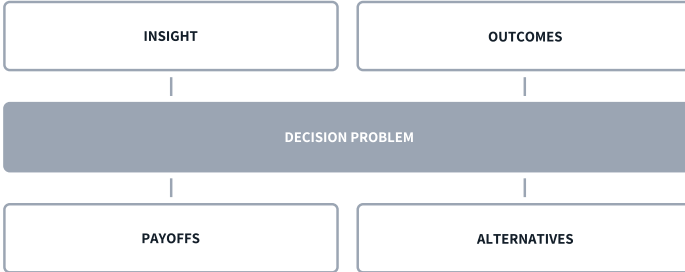 INSIGHT
OUTCOMES
DECISION PROBLEM
PAYOFFS
ALTERNATIVES